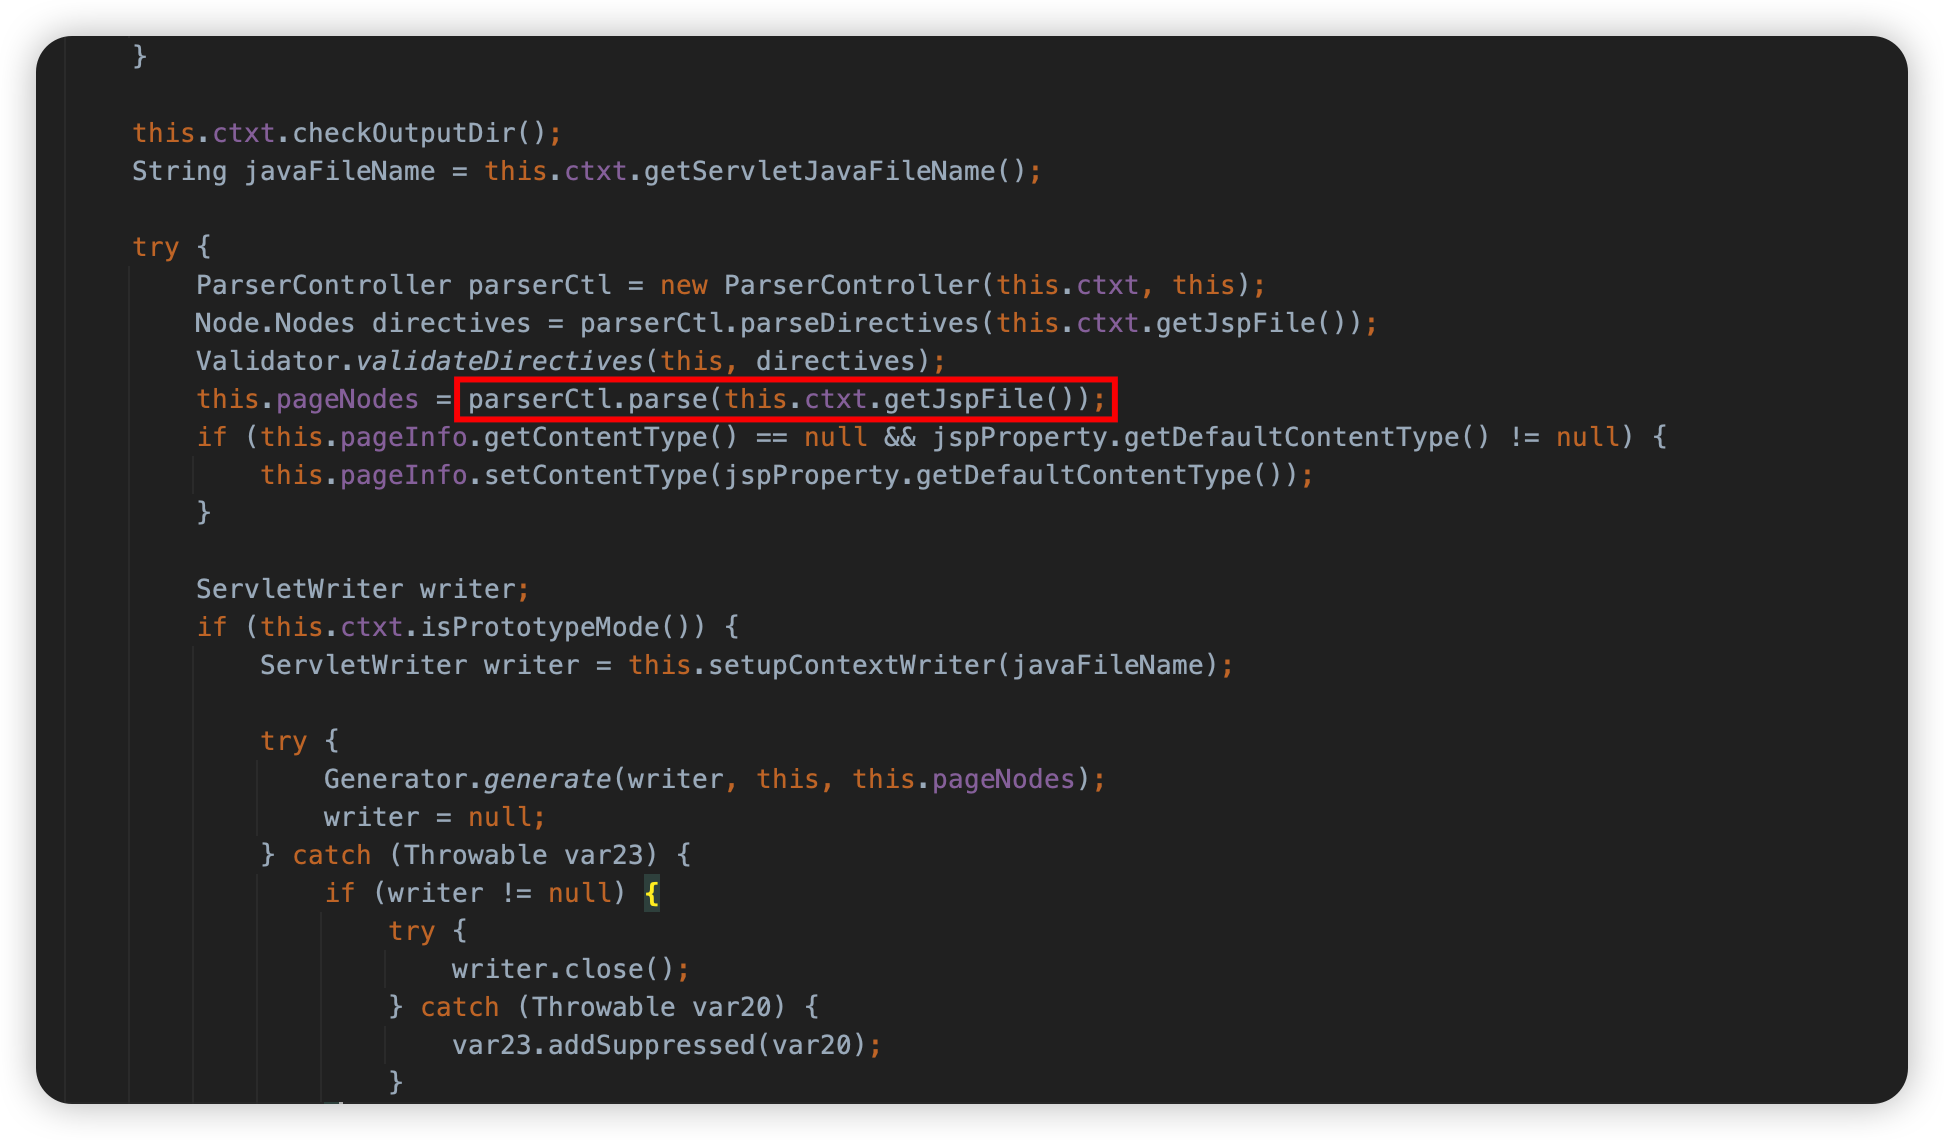 }
this.ctxt.checkOutputDir();
String javaFileName = this.ctxt.getServletJavaFileName();
try {
ParserController parserCtl = new ParserController(this.ctxt, this);
Node.Nodes directives = parserCtl.parseDirectives(this.ctxt.getJspFile());
Validator.validateDirectives(this, directives);
this.pageNodes = parserCtl.parse(this.ctxt.getJspFile());
if (this.pageInfo.getContentType() == null && jspProperty.getDefaultContentType() != null) {
this.pageInfo.setContentType(jspProperty.getDefaultContentType());
}
ServletWriter writer;
if (this.ctxt.isPrototypeMode()) {
ServletWriter writer = this.setupContextWriter(javaFileName);
try {
Generator.generate(writer, this, this.pageNodes);
writer = null;
} catch (Throwable var23) {
if (writer != null) {
try {
writer.close();
} catch (Throwable var20) {
var23.addSuppressed(var20);
}